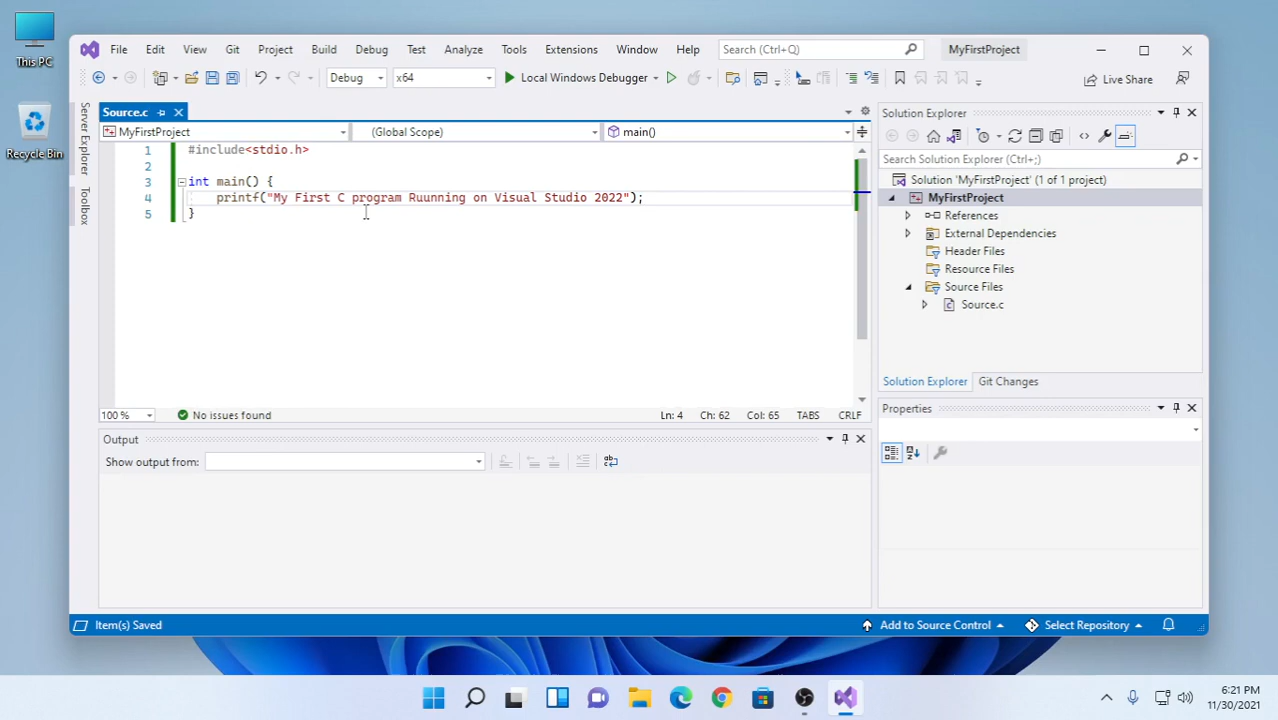 This PC
Recycle Bin
File Edit View Git Project Build Debug Test Analyze Tools Extensions Window Help Search (Ctrl+Q) MyFirstProject
Debug x64 Local Windows Debugger Live Share
Server Explorer
Toolbox
Source.c
MyFirstProject (Global Scope) main()
1 #include<stdio.h>
2
3 int main() {
4 printf("My First C program Ruunning on Visual Studio 2022");
5 }
100 % No issues found Ln: 4 Ch: 62 Col: 65 TABS CRLF
Output
Show output from:
Solution Explorer
Search Solution Explorer (Ctrl+;)
Solution 'MyFirstProject' (1 of 1 project)
MyFirstProject
References
External Dependencies
Header Files
Resource Files
Source Files
Source.c
Solution Explorer Git Changes
Properties
Item(s) Saved Add to Source Control Select Repository
6:21 PM
11/30/2021